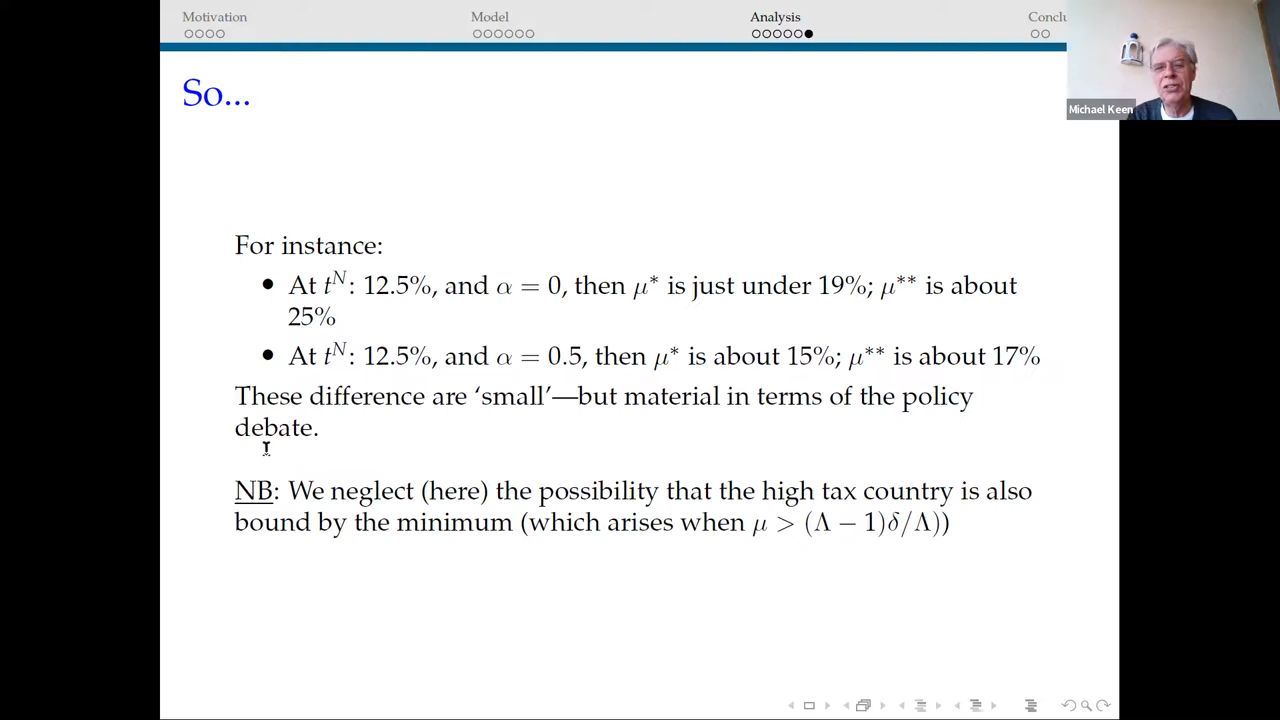 Motivation Model Analysis Conclu
So...
For instance:
At tᴺ: 12.5%, and α = 0, then μ* is just under 19%; μ** is about
25%
At tᴺ: 12.5%, and α = 0.5, then μ* is about 15%; μ** is about 17%
These difference are ‘small’—but material in terms of the policy
debate.
NB: We neglect (here) the possibility that the high tax country is also
bound by the minimum (which arises when μ > (Λ − 1)δ/Λ))
Michael Keen